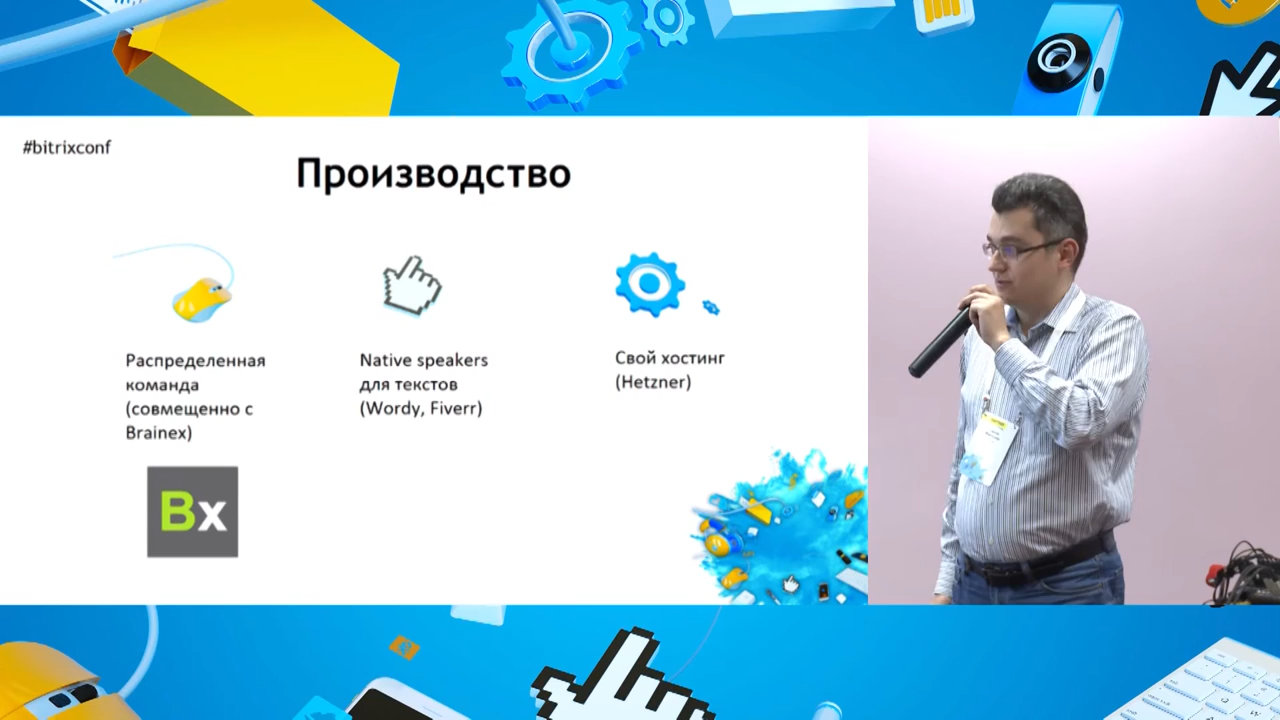 #bitrixconf
Производство
Распределенная
команда
(совмещенно с
Brainex)
Native speakers
для текстов
(Wordy, Fiverr)
Свой хостинг
(Hetzner)
Bx